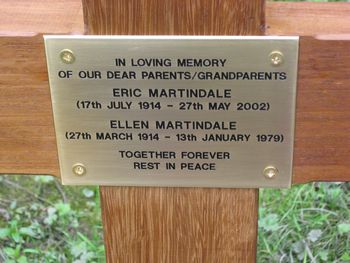 IN LOVING MEMORY
OF OUR DEAR PARENTS/GRANDPARENTS
ERIC MARTINDALE
(17th JULY 1914 - 27th MAY 2002)
ELLEN MARTINDALE
(27th MARCH 1914 - 13th JANUARY 1979)
TOGETHER FOREVER
REST IN PEACE